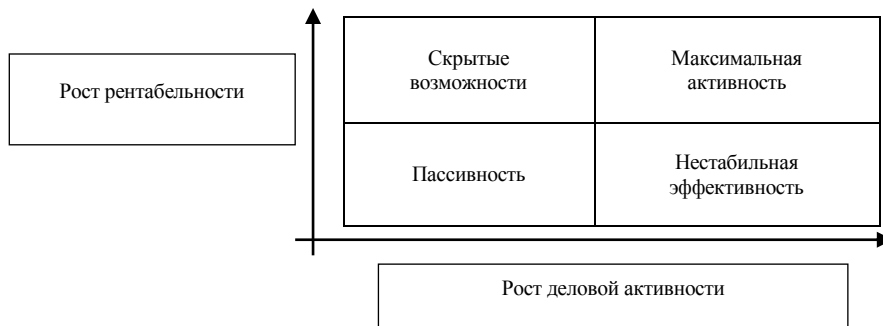 Скрытые
возможности
Максимальная
активность
Рост рентабельности
Пассивность
Нестабильная
эффективность
Рост деловой активности